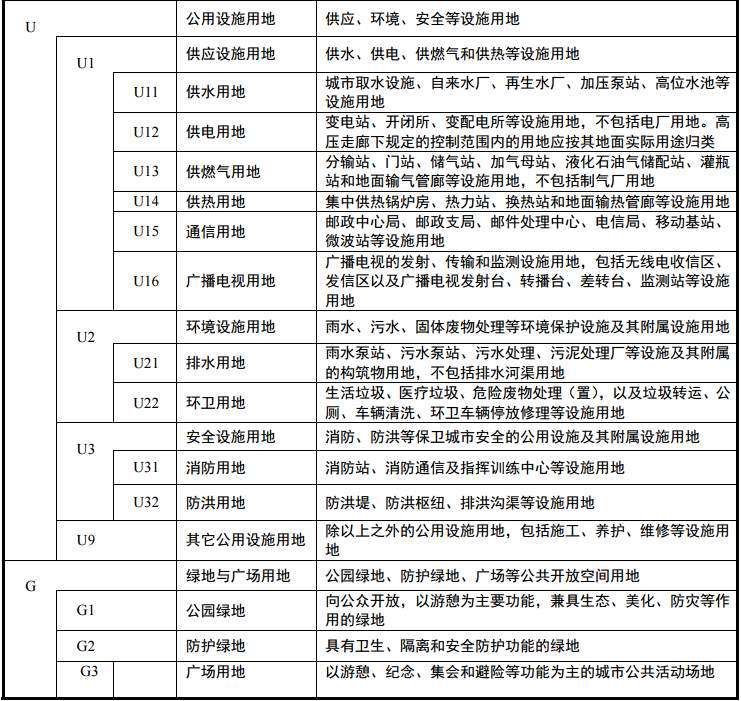 U 公用设施用地 供应、环境、安全等设施用地
U1 供应设施用地 供水、供电、供燃气和供热等设施用地
U11 供水用地 城市取水设施、自来水厂、再生水厂、加压泵站、高位水池等
设施用地
U12 供电用地 变电站、开闭所、变配电所等设施用地，不包括电厂用地。高
压走廊下规定的控制范围内的用地应按其地面实际用途归类
U13 供燃气用地 分输站、门站、储气站、加气母站、液化石油气储配站、灌瓶
站和地面输气管廊等设施用地，不包括制气厂用地
U14 供热用地 集中供热锅炉房、热力站、换热站和地面输热管廊等设施用地
U15 通信用地 邮政中心局、邮政支局、邮件处理中心、电信局、移动基站、
微波站等设施用地
U16 广播电视用地 广播电视的发射、传输和监测设施用地，包括无线电收信区、
发信区以及广播电视发射台、转播台、差转台、监测站等设施
用地
U2 环境设施用地 雨水、污水、固体废物处理等环境保护设施及其附属设施用地
U21 排水用地 雨水泵站、污水泵站、污水处理、污泥处理厂等设施及其附属
的构筑物用地，不包括排水河渠用地
U22 环卫用地 生活垃圾、医疗垃圾、危险废物处理（置），以及垃圾转运、公
厕、车辆清洗、环卫车辆停放修理等设施用地
U3 安全设施用地 消防、防洪等保卫城市安全的公用设施及其附属设施用地
U31 消防用地 消防站、消防通信及指挥训练中心等设施用地
U32 防洪用地 防洪堤、防洪枢纽、排洪沟渠等设施用地
U9 其它公用设施用地 除以上之外的公用设施用地，包括施工、养护、维修等设施用
地
G 绿地与广场用地 公园绿地、防护绿地、广场等公共开放空间用地
G1 公园绿地 向公众开放，以游憩为主要功能，兼具生态、美化、防灾等作
用的绿地
G2 防护绿地 具有卫生、隔离和安全防护功能的绿地
G3 广场用地 以游憩、纪念、集会和避险等功能为主的城市公共活动场地